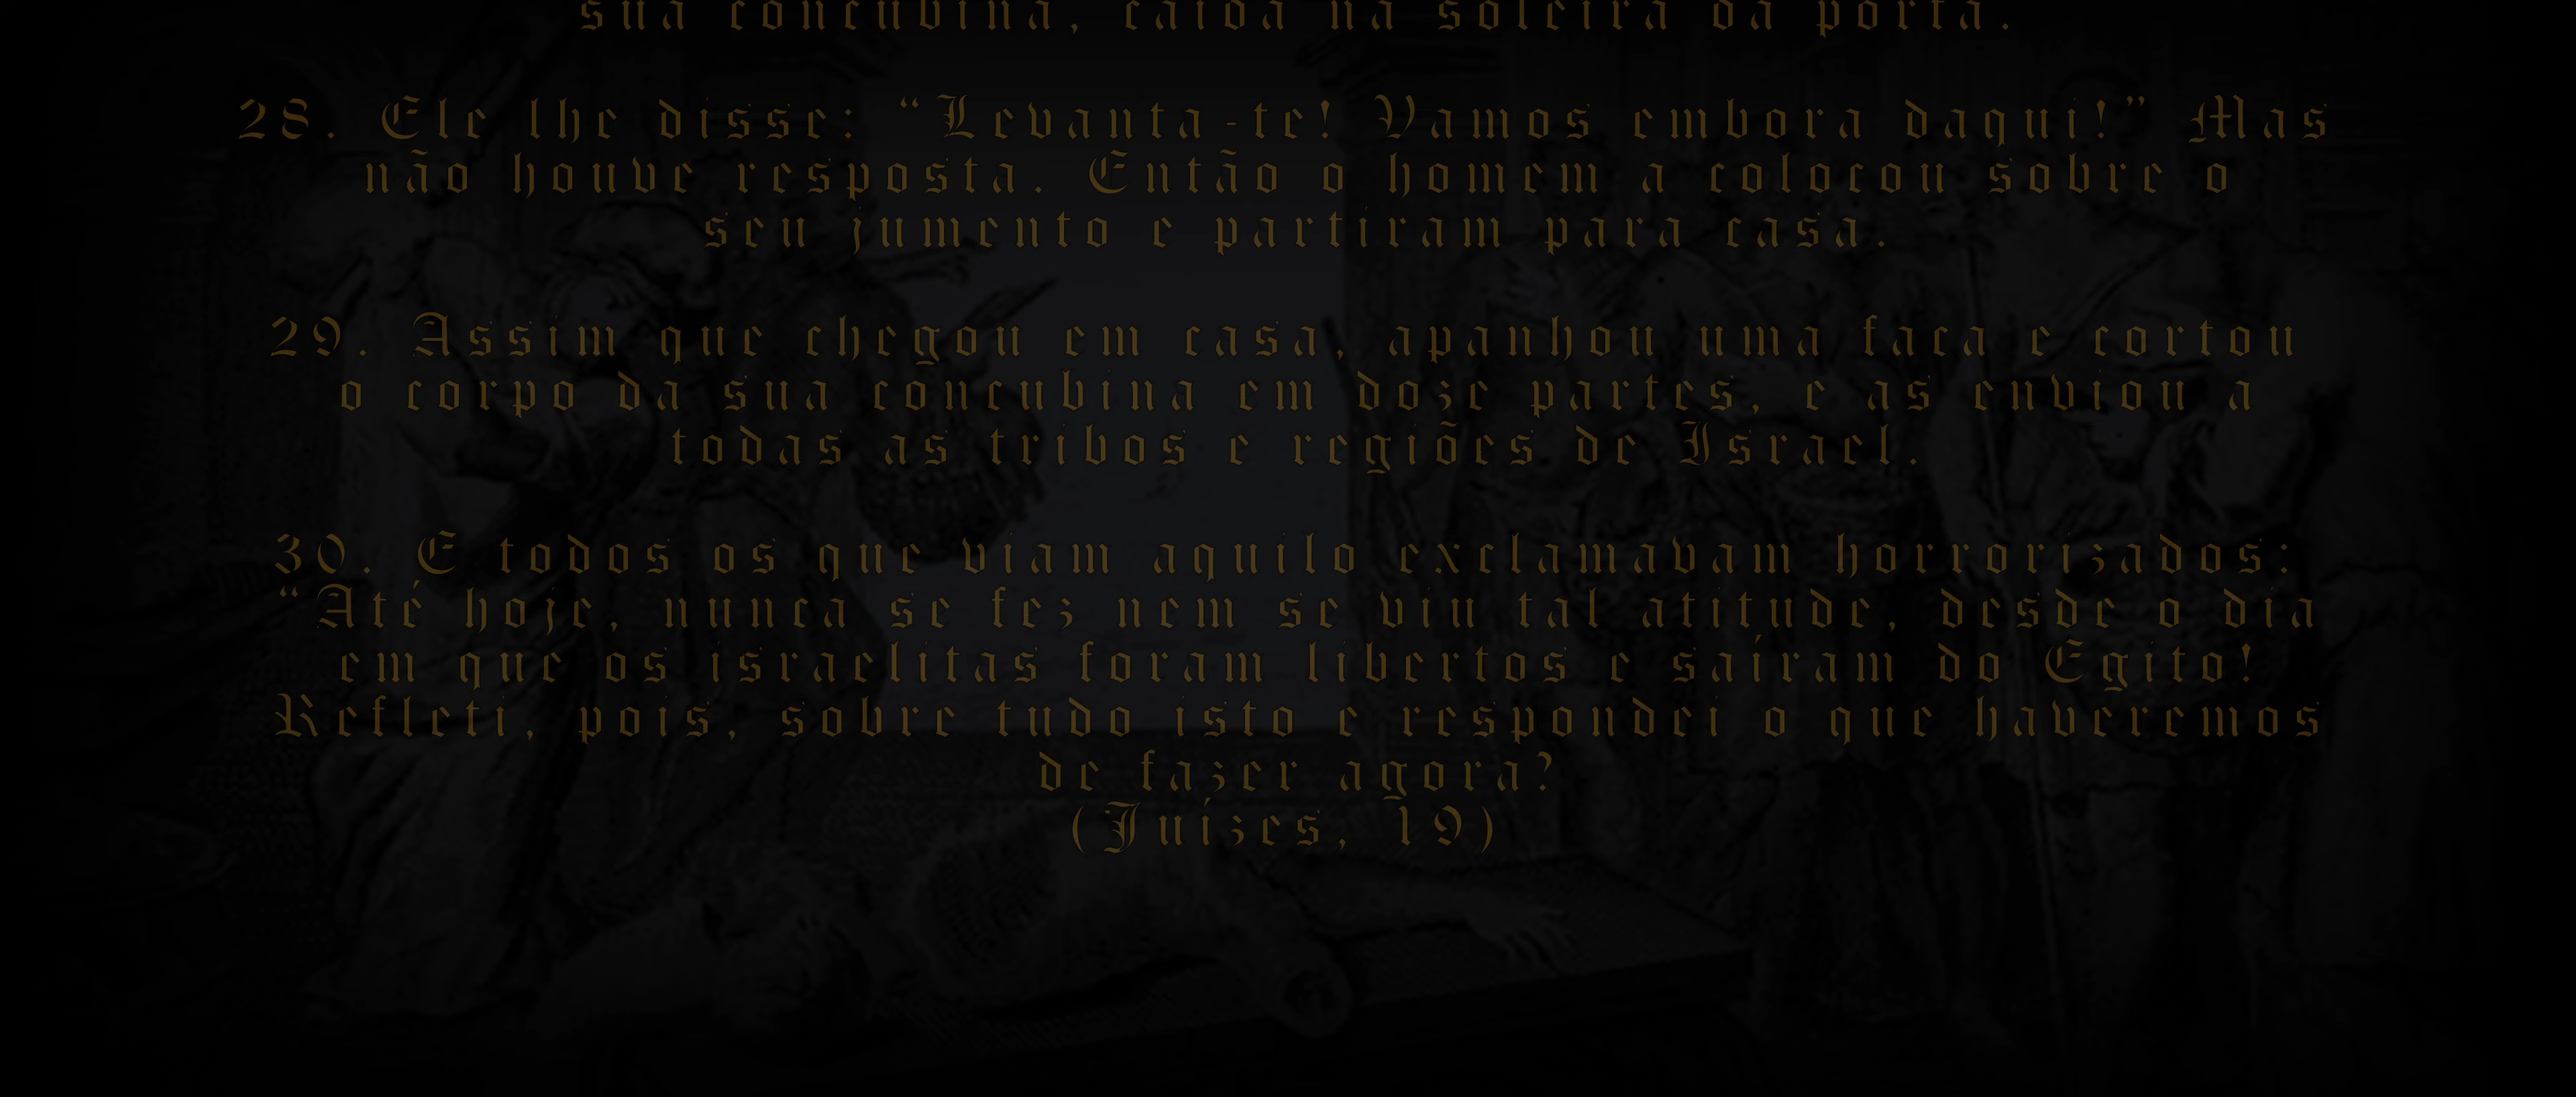 sua concubina, caída na soleira da porta.
28. Ele lhe disse: “Levanta-te! Vamos embora daqui!” Mas
não houve resposta. Então o homem a colocou sobre o
seu jumento e partiram para casa.
29. Assim que chegou em casa, apanhou uma faca e cortou
o corpo da sua concubina em doze partes, e as enviou a
todas as tribos e regiões de Israel.
30. E todos os que viam aquilo exclamavam horrorizados:
“Até hoje, nunca se fez nem se viu tal atitude, desde o dia
em que os israelitas foram libertos e saíram do Egito!
Refleti, pois, sobre tudo isto e respondei o que haveremos
de fazer agora?
(Juízes, 19)